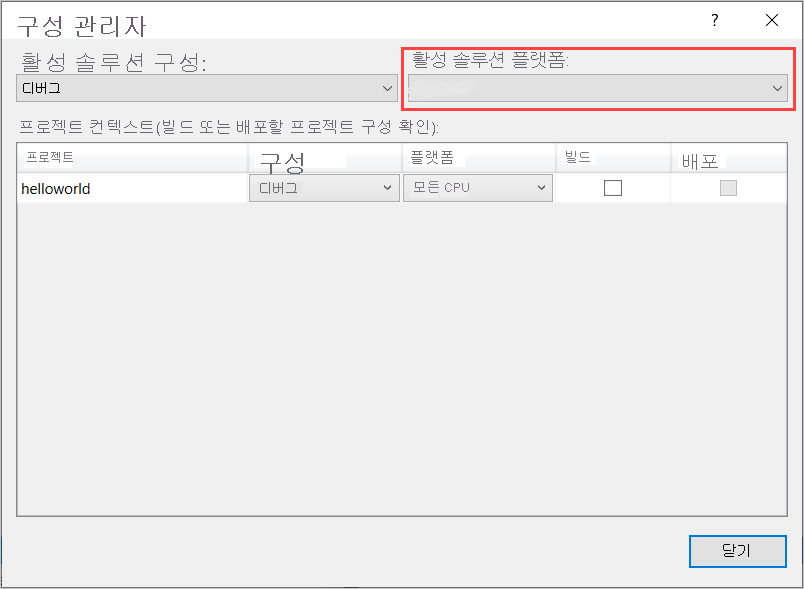 구성 관리자
?
활성 솔루션 구성:
활성 솔루션 플랫폼:
디버그
프로젝트 컨텍스트(빌드 또는 배포할 프로젝트 구성 확인):
프로젝트 구성 플랫폼 빌드 배포
helloworld 디버그 모든 CPU
닫기